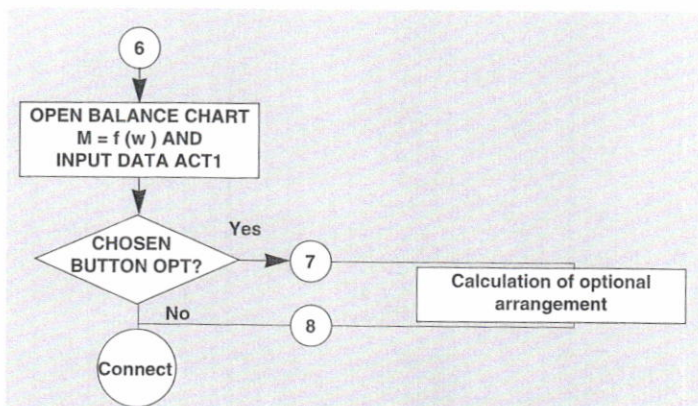 6
OPEN BALANCE CHART
M = f (w ) AND
INPUT DATA ACT1
CHOSEN
BUTTON OPT?
Yes
7
Calculation of optional
arrangement
No
8
Connect